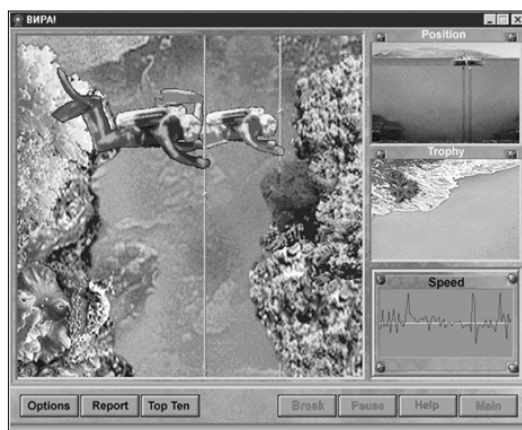 ВИРА!
Position
Trophy
Speed
Options Report Top Ten Break Pause Help Main